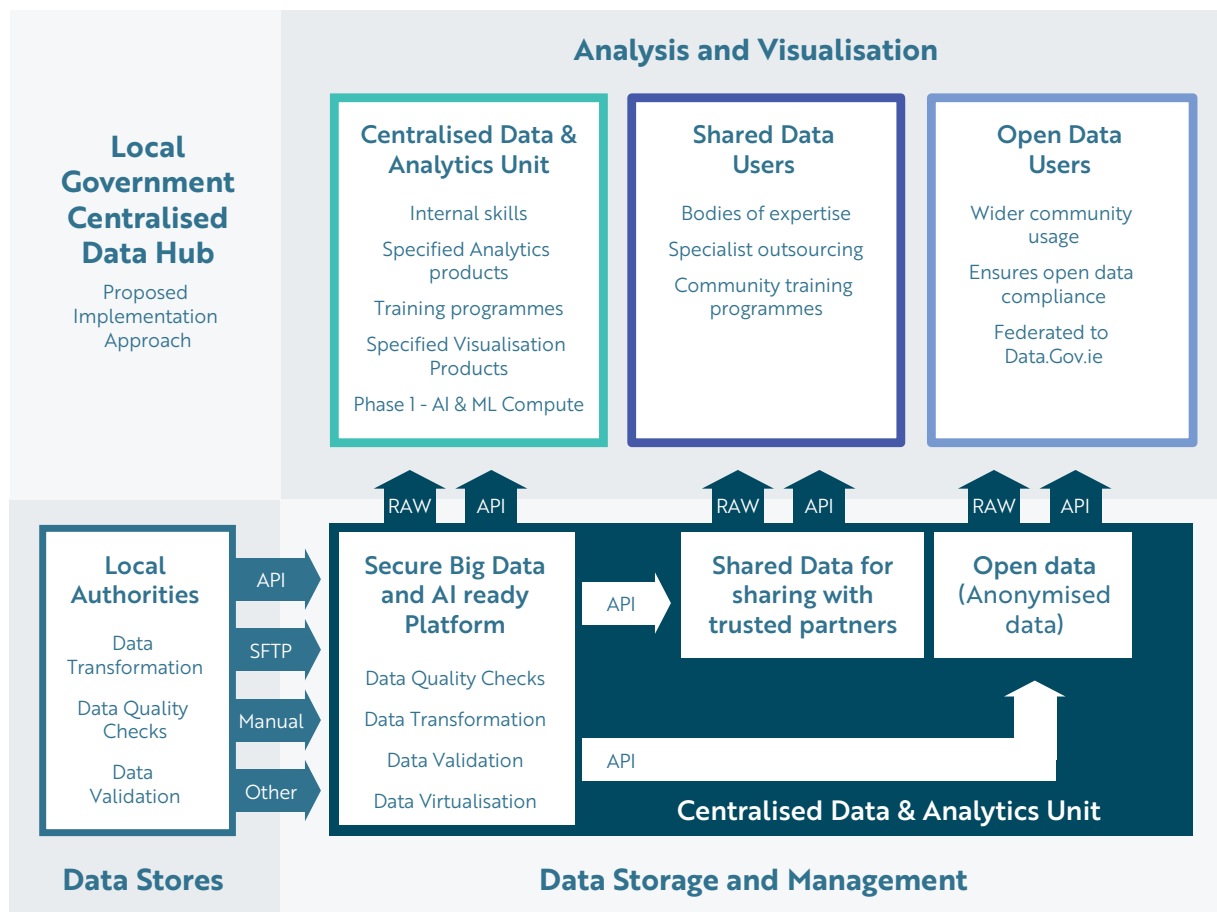 Analysis and Visualisation
Local
Government
Centralised
Data Hub
Proposed
Implementation
Approach
Centralised Data &
Analytics Unit
Internal skills
Specified Analytics
products
Training programmes
Specified Visualisation
Products
Phase 1 - AI & ML Compute
Shared Data
Users
Bodies of expertise
Specialist outsourcing
Community training
programmes
Open Data
Users
Wider community
usage
Ensures open data
compliance
Federated to
Data.Gov.ie
RAW
API
RAW
API
RAW
API
Local
Authorities
Data
Transformation
Data Quality
Checks
Data
Validation
API
SFTP
Manual
Other
Secure Big Data
and AI ready
Platform
Data Quality Checks
Data Transformation
Data Validation
Data Virtualisation
API
Shared Data for
sharing with
trusted partners
Open data
(Anonymised
data)
API
Centralised Data & Analytics Unit
Data Stores
Data Storage and Management